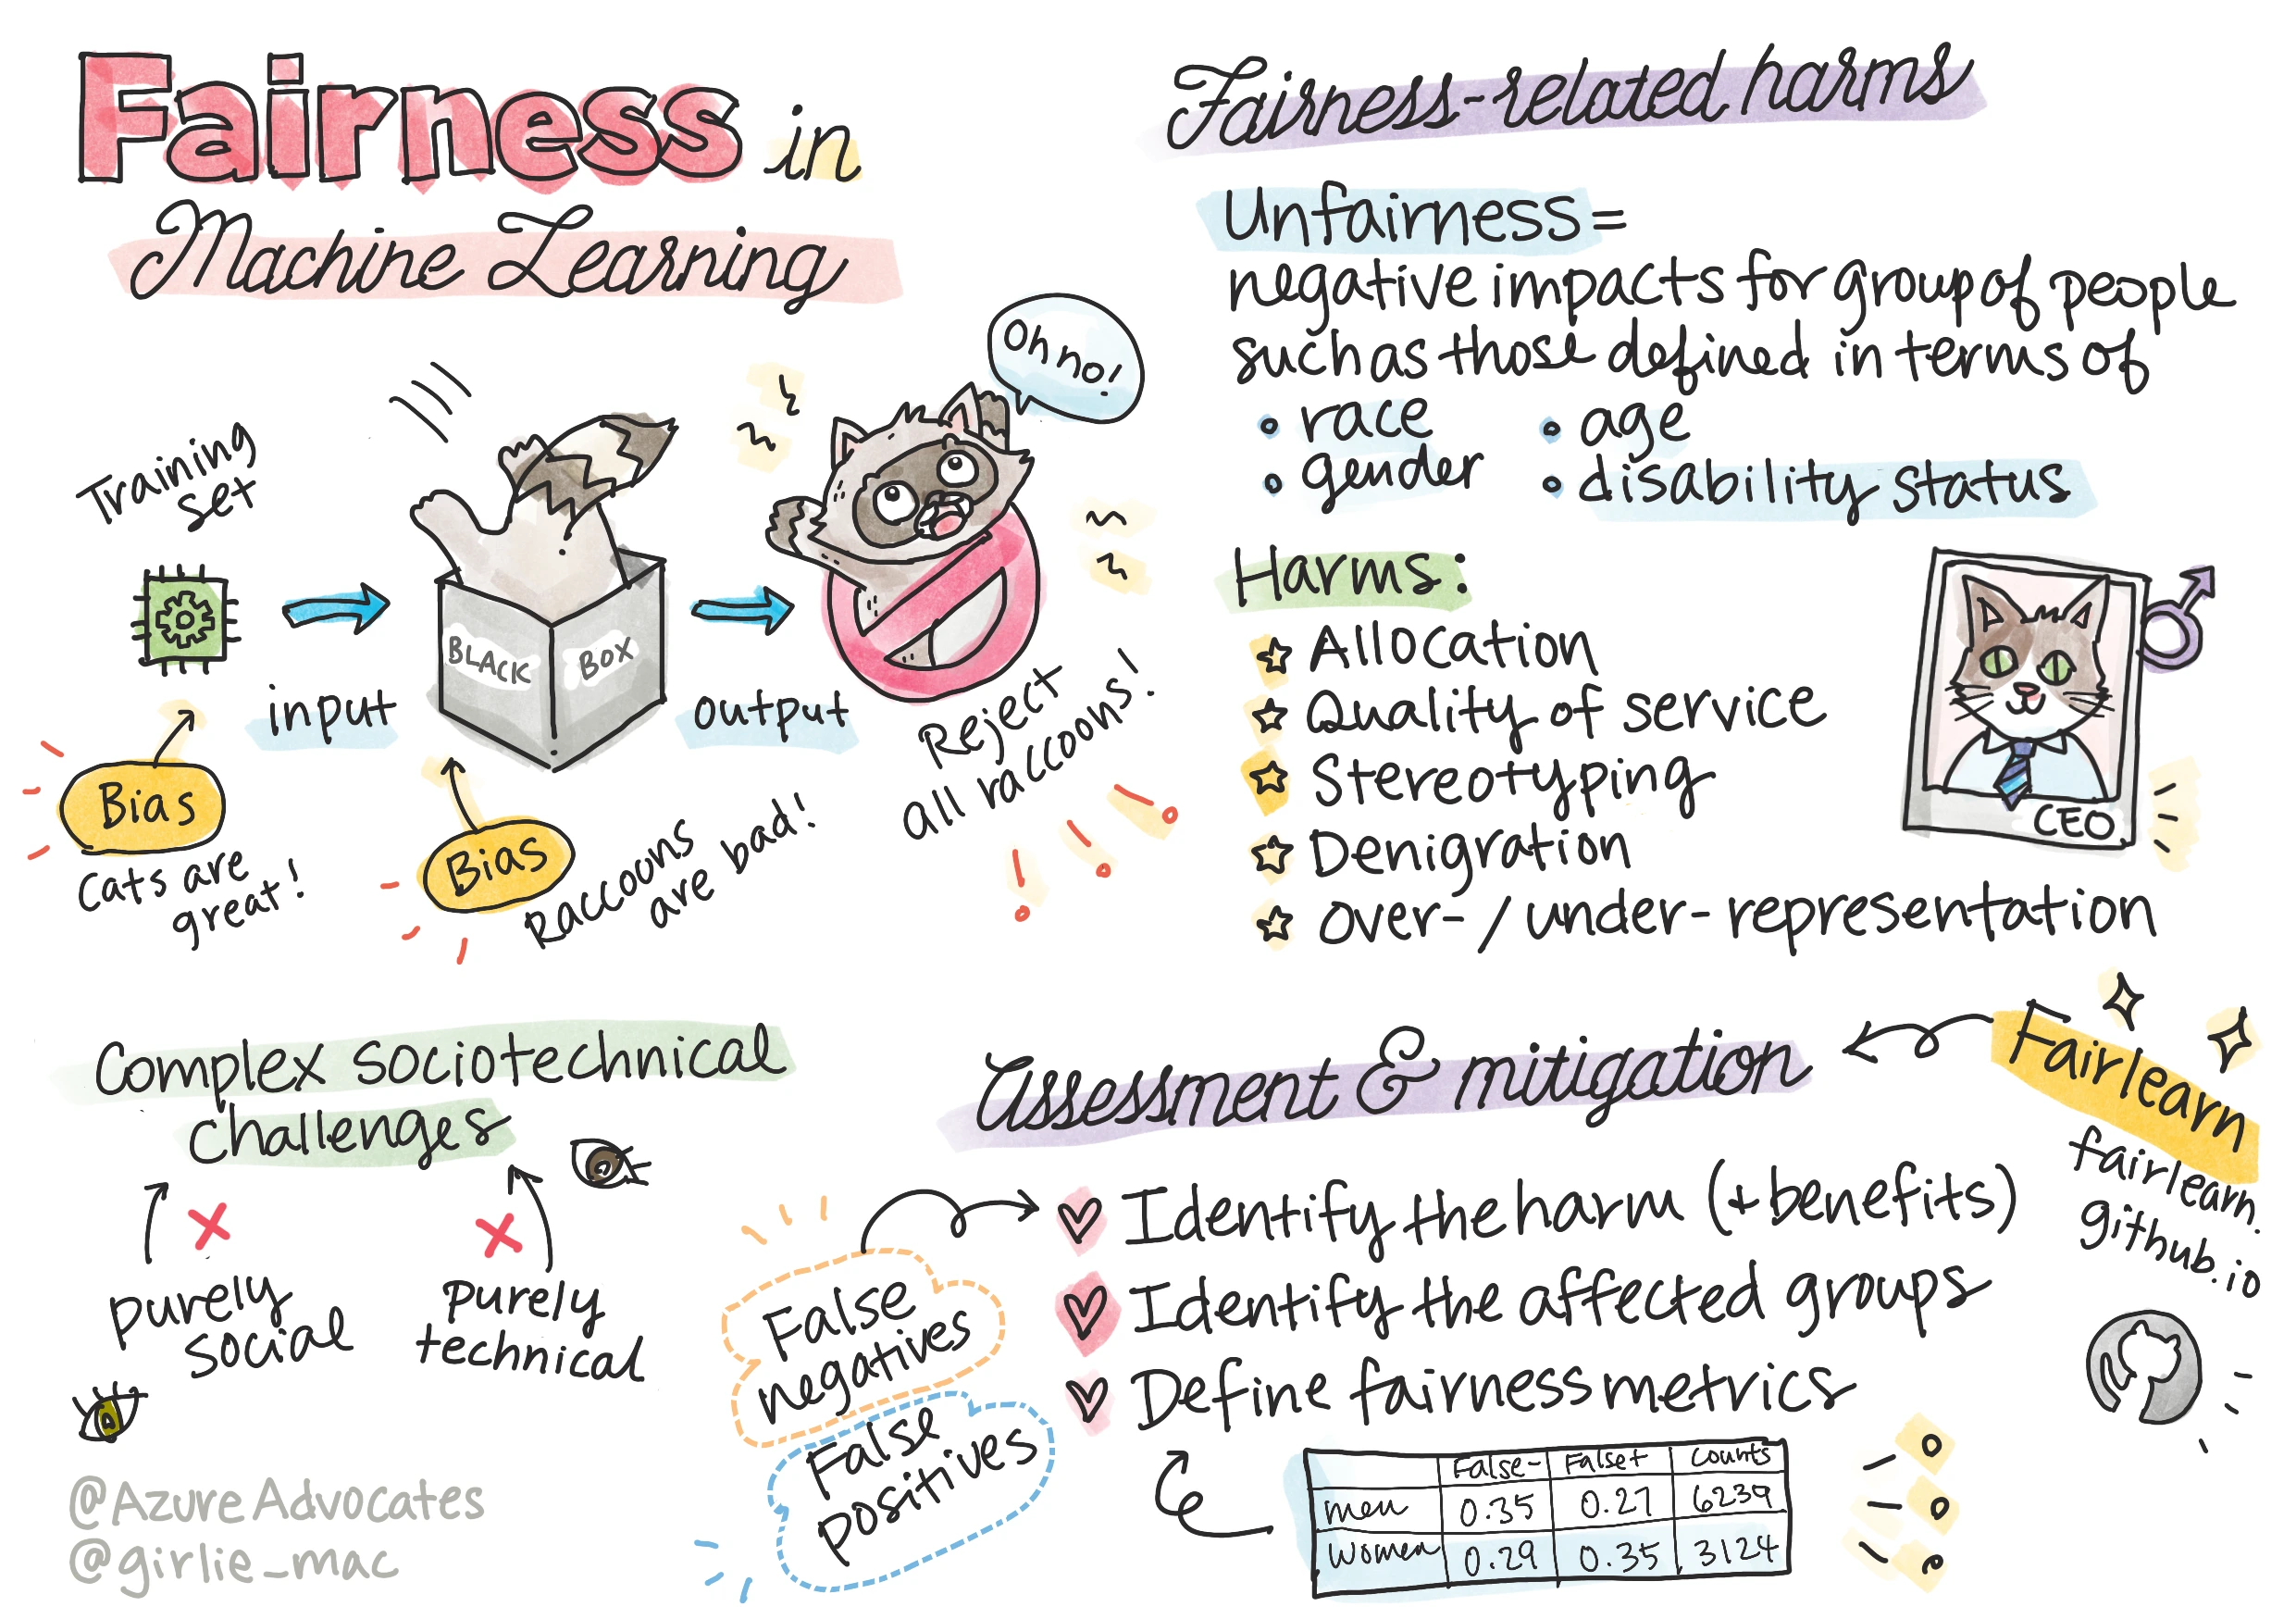 Fairness in
Machine Learning
Training
set
input
BLACK BOX
output
Oh no!
Reject
all raccoons!
Bias
Cats are
great!
Bias
Raccoons
are bad!
Fairness-related harms
Unfairness =
negative impacts for group of people
such as those defined in terms of
• race
• age
• gender
• disability status
Harms:
Allocation
Quality of service
Stereotyping
Denigration
over- / under- representation
CEO
Complex sociotechnical
challenges
purely
social
purely
technical
@AzureAdvocates
@girlie_mac
Assessment & mitigation
Fairlearn
fairlearn.
github.io
Identify the harm (+ benefits)
Identify the affected groups
Define fairness metrics
False
negatives
False
positives
False- False+ counts
men 0.35 0.27 6239
women 0.29 0.35 3124